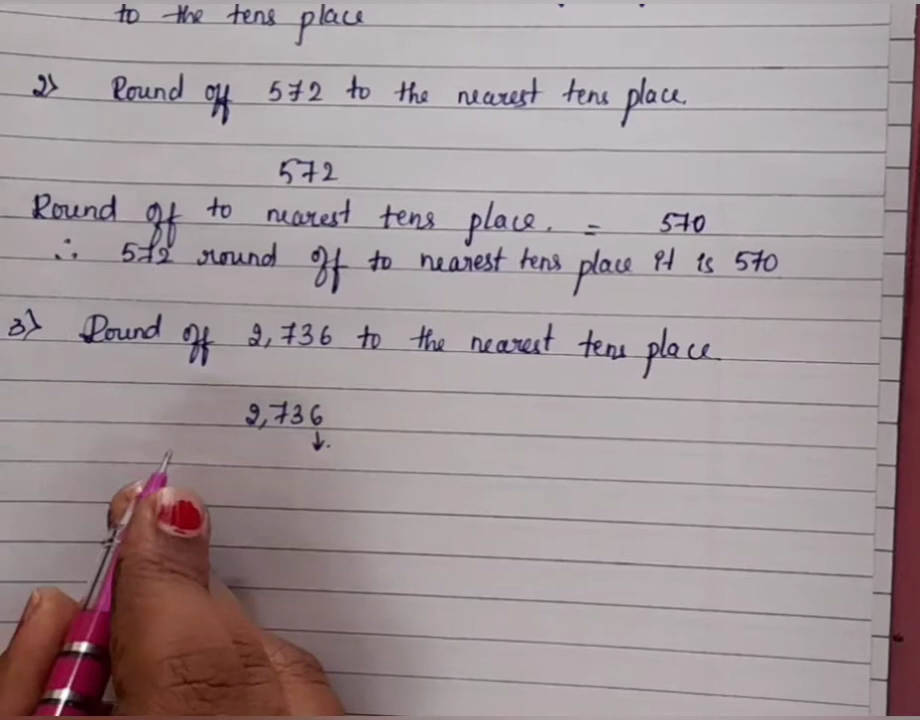 to the tens place
2) Round off 572 to the nearest tens place.
572
Round off to nearest tens place. = 570
∴ 572 round off to nearest tens place it is 570
3) Round off 2,736 to the nearest tens place
2,736
↓.